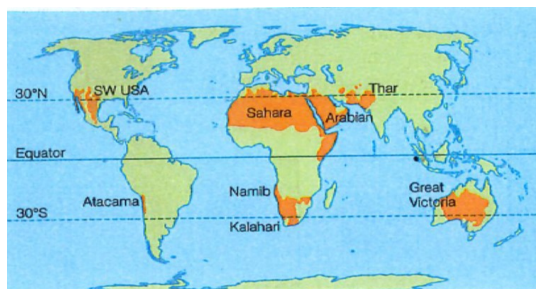 SW USA
Thar
30°N
Sahara
Arabian
Equator
Namib
Great
Victoria
Atacama
30°S
Kalahari